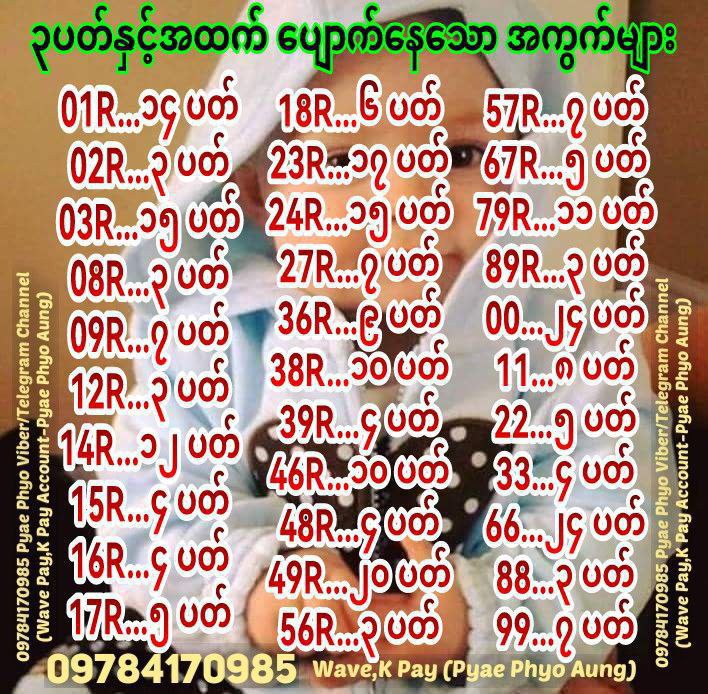 ၃ပတ်နှင့်အထက် ပျောက်နေသော အကွက်များ
01R...၁၄ ပတ်
02R...၃ ပတ်
03R...၁၅ ပတ်
08R...၃ ပတ်
09R...၇ ပတ်
12R...၃ ပတ်
14R...၁၂ ပတ်
15R...၄ ပတ်
16R...၄ ပတ်
17R...၅ ပတ်
18R...၆ ပတ်
23R...၁၇ ပတ်
24R...၁၅ ပတ်
27R...၇ ပတ်
36R...၉ ပတ်
38R...၁၀ ပတ်
39R...၄ ပတ်
46R...၁၀ ပတ်
48R...၄ ပတ်
49R...၂၀ ပတ်
56R...၃ ပတ်
57R...၇ ပတ်
67R...၅ ပတ်
79R...၁၁ ပတ်
89R...၃ ပတ်
00...၂၄ ပတ်
11...၈ ပတ်
22...၅ ပတ်
33...၄ ပတ်
66...၂၄ ပတ်
88...၃ ပတ်
99...၇ ပတ်
09784170985 Pyae Phyo Viber/Telegram Channel
(Wave Pay,K Pay Account-Pyae Phyo Aung)
09784170985 Pyae Phyo Viber/Telegram Channel
(Wave Pay,K Pay Account-Pyae Phyo Aung)
09784170985 Wave,K Pay (Pyae Phyo Aung)